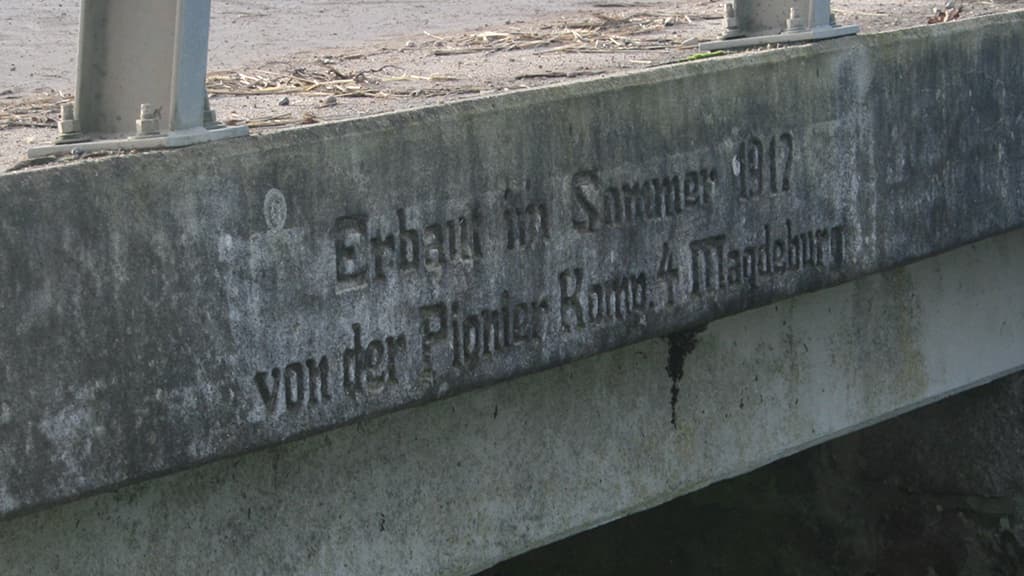 Erbaut im Sommer 1917
von der Pionier Komp. 4 Magdeburg